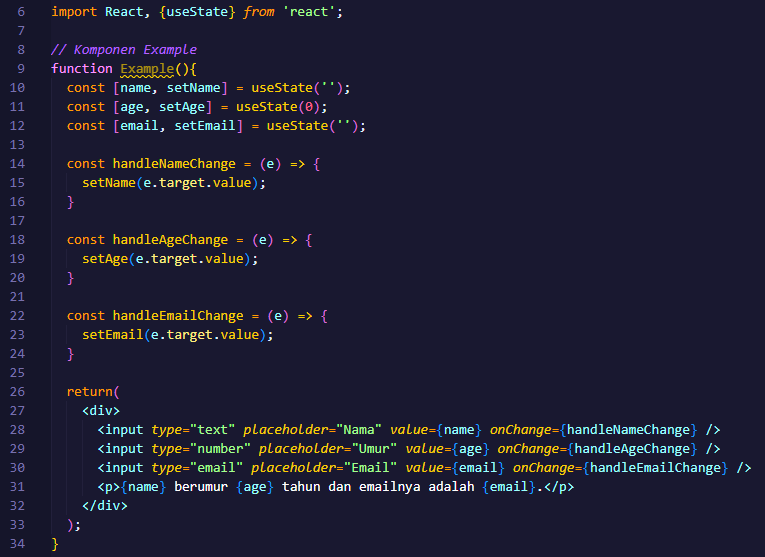 6 import React, {useState} from 'react';
7
8 // Komponen Example
9 function Example(){
10   const [name, setName] = useState('');
11   const [age, setAge] = useState(0);
12   const [email, setEmail] = useState('');
13
14   const handleNameChange = (e) => {
15     setName(e.target.value);
16   }
17
18   const handleAgeChange = (e) => {
19     setAge(e.target.value);
20   }
21
22   const handleEmailChange = (e) => {
23     setEmail(e.target.value);
24   }
25
26   return(
27     <div>
28       <input type="text" placeholder="Nama" value={name} onChange={handleNameChange} />
29       <input type="number" placeholder="Umur" value={age} onChange={handleAgeChange} />
30       <input type="email" placeholder="Email" value={email} onChange={handleEmailChange} />
31       <p>{name} berumur {age} tahun dan emailnya adalah {email}.</p>
32     </div>
33   );
34 }